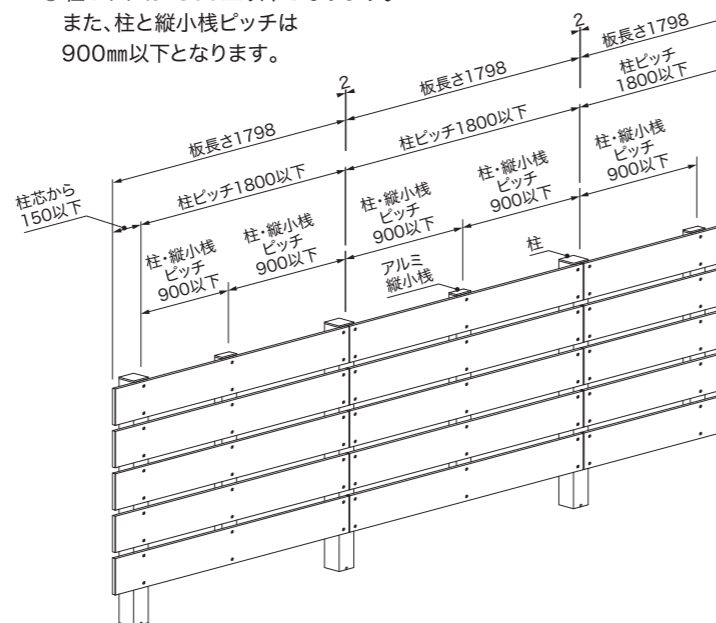 また、柱と縦小桟ピッチは
900㎜以下となります。
2
板長さ1798
2
板長さ1798
板長さ1798
柱ピッチ
1800以下
柱ピッチ1800以下
柱ピッチ1800以下
柱芯から
150以下
柱・縦小桟
ピッチ
900以下
柱・縦小桟
ピッチ
900以下
柱・縦小桟
ピッチ
900以下
柱・縦小桟
ピッチ
900以下
柱・縦小桟
ピッチ
900以下
アルミ
縦小桟
柱